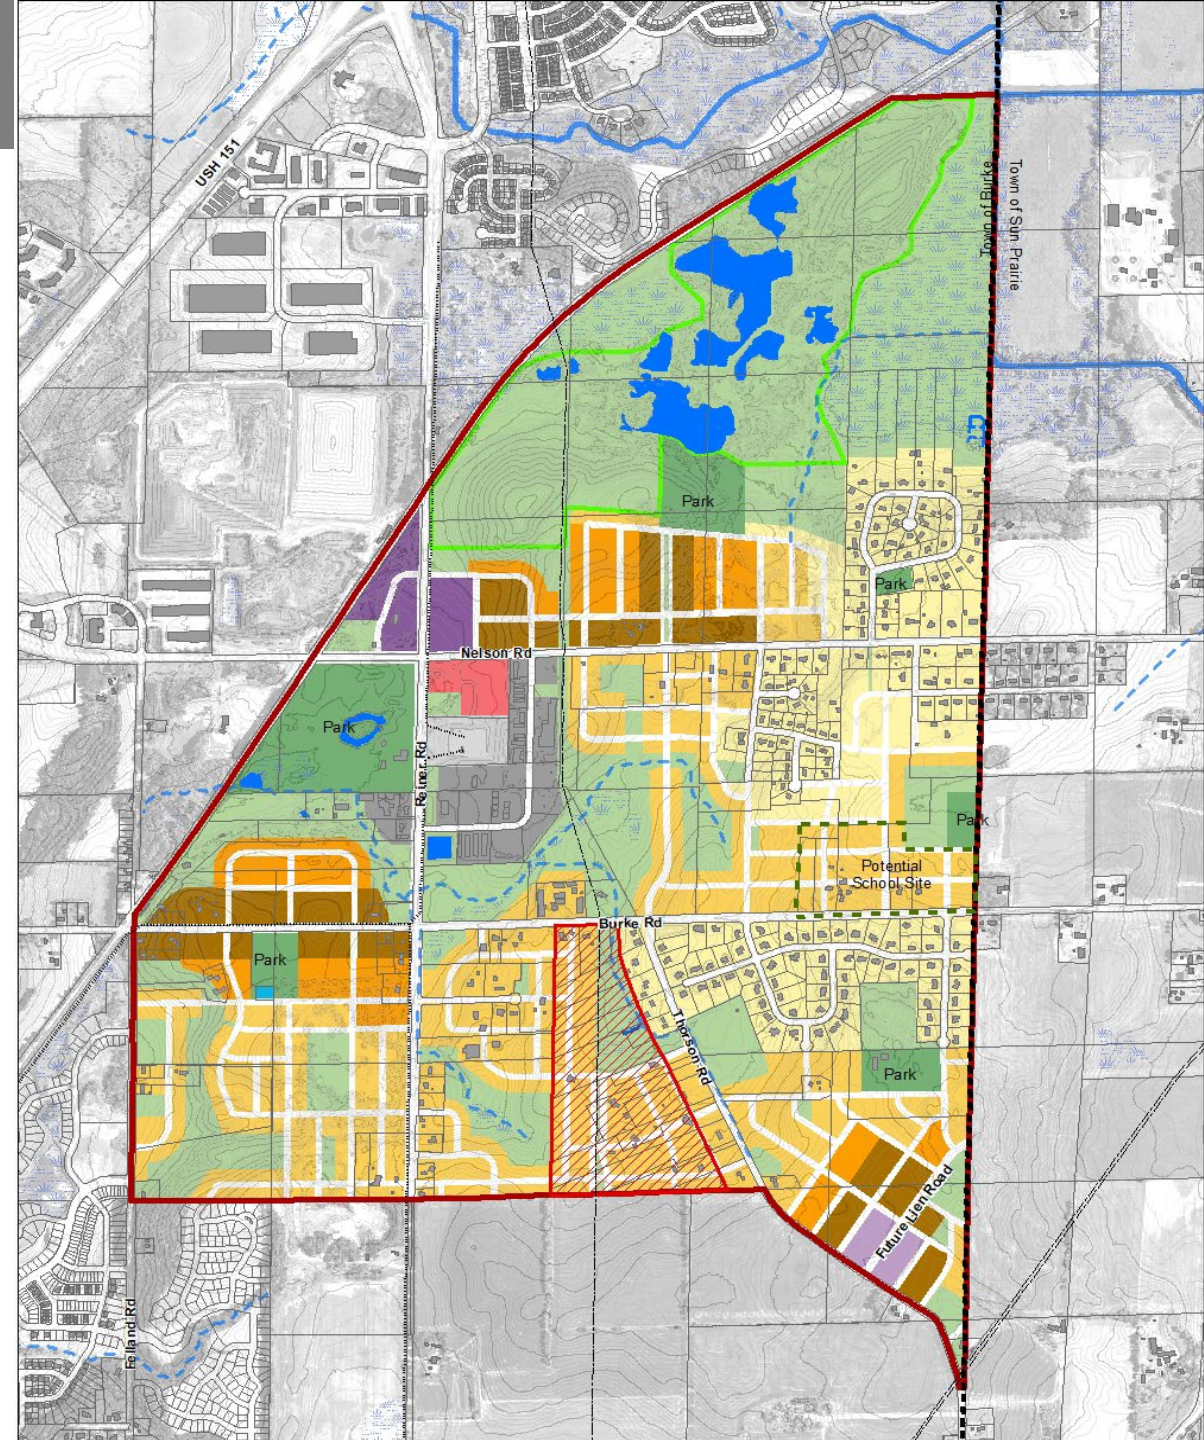 USH 151
Town of Burke
Town of Sun Prairie
Park
Park
Nelson Rd
Park
Reiner Rd
Park
Potential
School Site
Burke Rd
Park
Thorson Rd
Park
Future Lien Road
Felland Rd